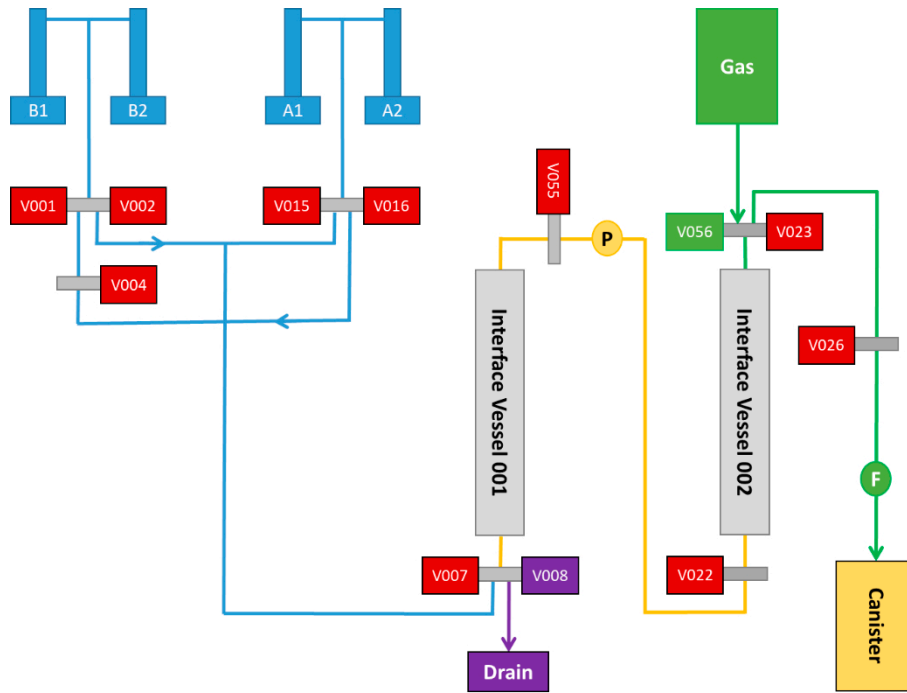 B1
B2
A1
A2
Gas
V001
V002
V015
V016
V055
P
V056
V023
V004
Interface Vessel 001
Interface Vessel 002
V026
F
V007
V008
V022
Drain
Canister